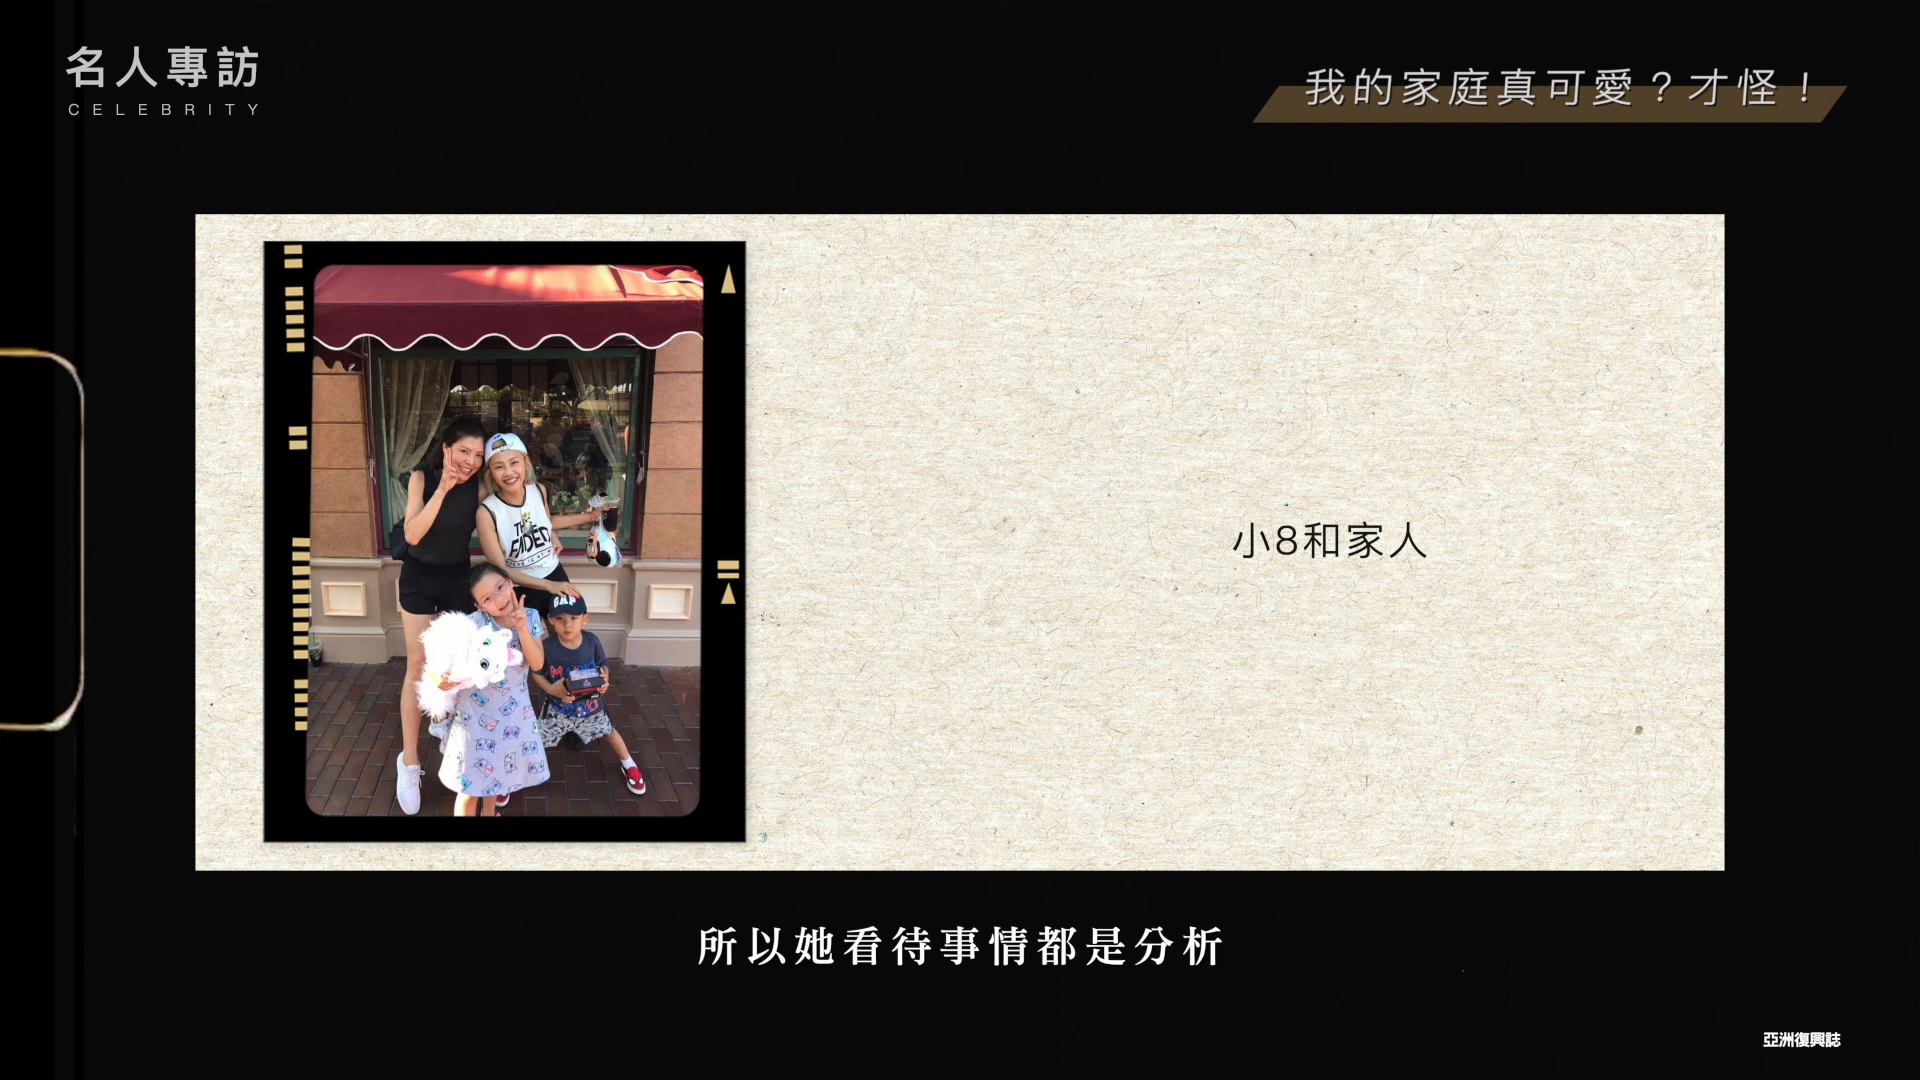 名人專訪
CELEBRITY
我的家庭真可愛？才怪！
GAP
小8和家人
所以她看待事情都是分析
亞洲復興誌